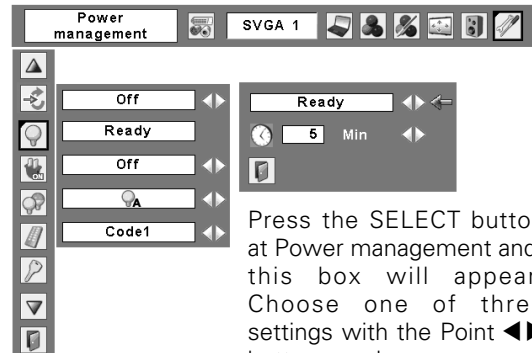 Power
management
SVGA 1
Off
Ready
Off
A
Code1
ON
Ready
5 Min
Press the SELECT butto
at Power management and
this box will appear
Choose one of thre
settings with the Point ◀